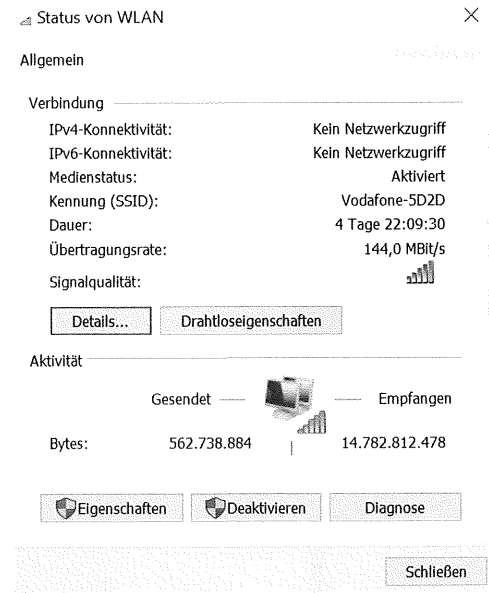 Status von WLAN
Allgemein
Verbindung
IPv4-Konnektivität: Kein Netzwerkzugriff
IPv6-Konnektivität: Kein Netzwerkzugriff
Medienstatus: Aktiviert
Kennung (SSID): Vodafone-5D2D
Dauer: 4 Tage 22:09:30
Übertragungsrate: 144,0 MBit/s
Signalqualität:
Details... Drahtloseigenschaften
Aktivität
Gesendet Empfangen
Bytes: 562.738.884 14.782.812.478
Eigenschaften Deaktivieren Diagnose
Schließen